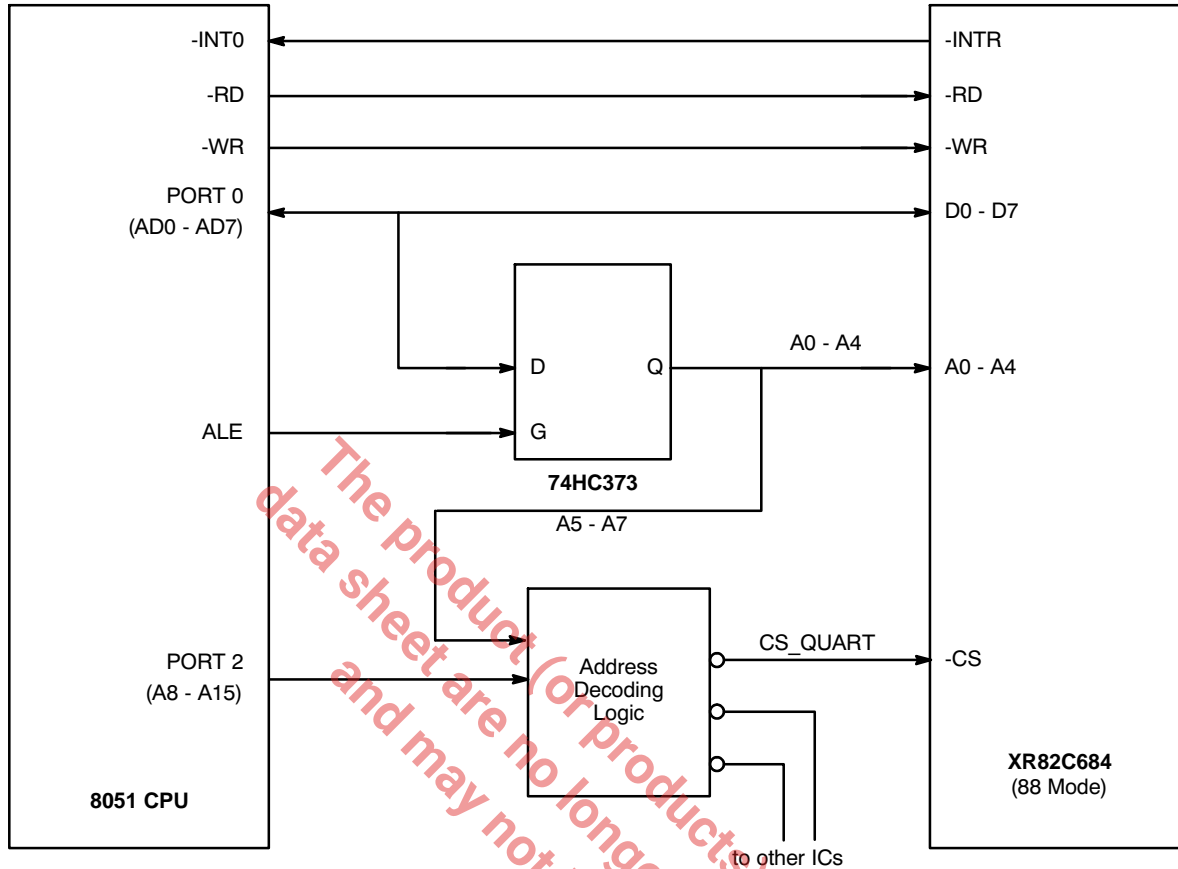 -INT0
-INTR
-RD
-RD
-WR
-WR
PORT 0
(AD0 - AD7)
D0 - D7
A0 - A4
D
Q
A0 - A4
ALE
G
74HC373
A5 - A7
PORT 2
(A8 - A15)
Address
Decoding
Logic
CS_QUART
-CS
8051 CPU
XR82C684
(88 Mode)
to other ICs
The product (or products)
data sheet are no longe
and may not